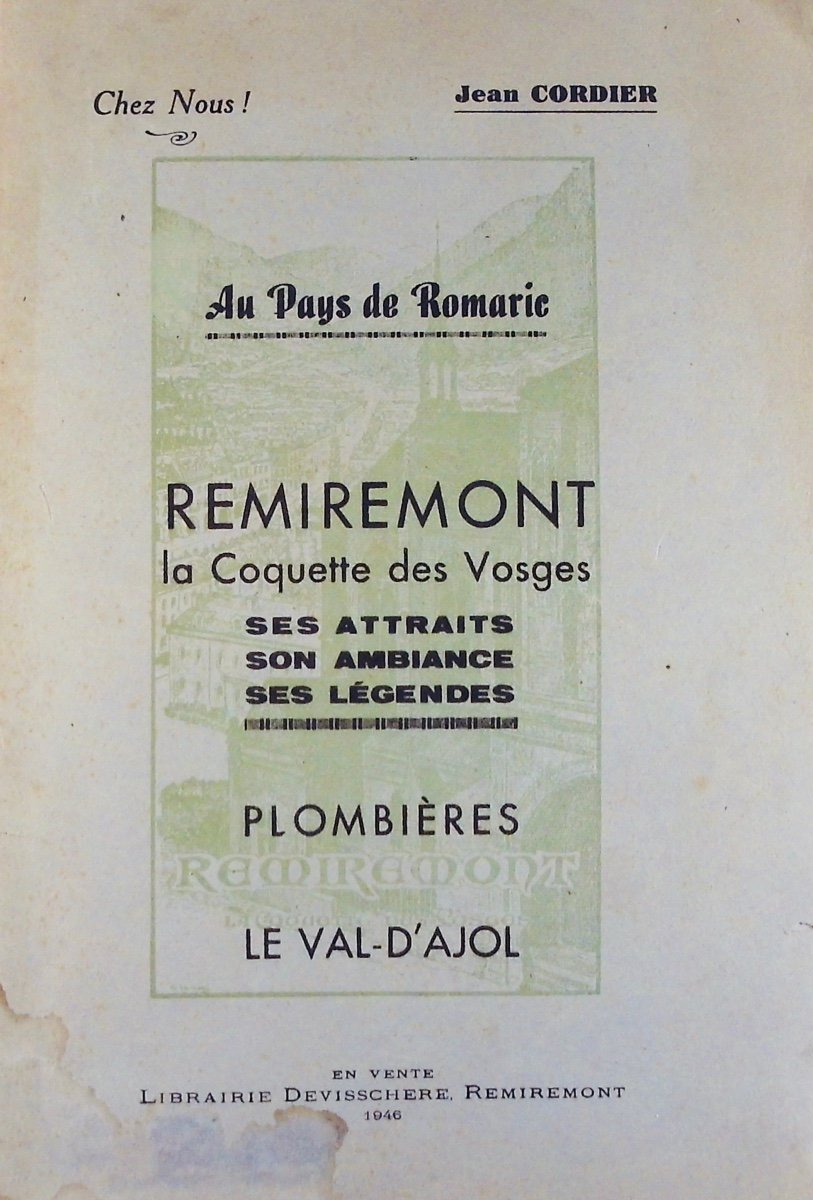 Chez Nous !
Jean CORDIER
Au Pays de Romaric
REMIREMONT
la Coquette des Vosges
SES ATTRAITS
SON AMBIANCE
SES LÉGENDES
PLOMBIÈRES
REMIREMONT
LE VAL-D'AJOL
EN VENTE
LIBRAIRIE DEVISSCHERE, REMIREMONT
1946